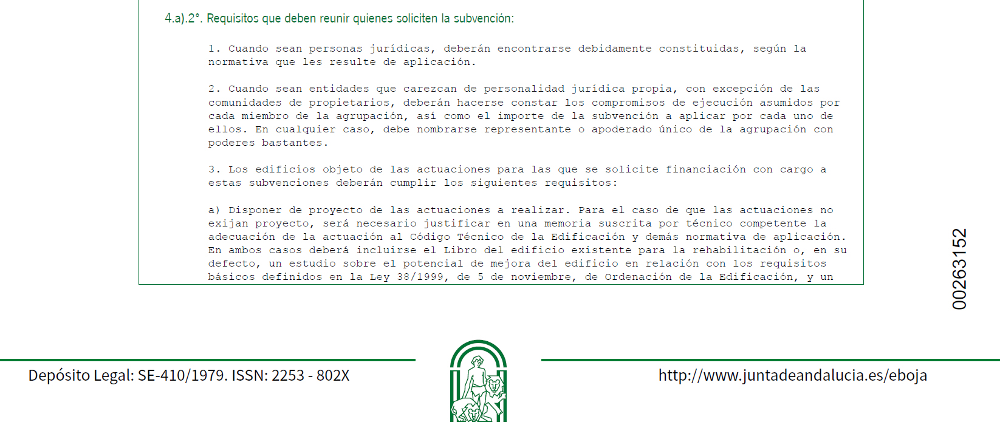 4.a).2º. Requisitos que deben reunir quienes soliciten la subvención:
1. Cuando sean personas jurídicas, deberán encontrarse debidamente constituidas, según la
normativa que les resulte de aplicación.
2. Cuando sean entidades que carezcan de personalidad jurídica propia, con excepción de las
comunidades de propietarios, deberán hacerse constar los compromisos de ejecución asumidos por
cada miembro de la agrupación, así como el importe de la subvención a aplicar por cada uno de
ellos. En cualquier caso, debe nombrarse representante o apoderado único de la agrupación con
poderes bastantes.
3. Los edificios objeto de las actuaciones para las que se solicite financiación con cargo a
estas subvenciones deberán cumplir los siguientes requisitos:
a) Disponer de proyecto de las actuaciones a realizar. Para el caso de que las actuaciones no
exijan proyecto, será necesario justificar en una memoria suscrita por técnico competente la
adecuación de la actuación al Código Técnico de la Edificación y demás normativa de aplicación.
En ambos casos deberá incluirse el Libro del edificio existente para la rehabilitación o, en su
defecto, un estudio sobre el potencial de mejora del edificio en relación con los requisitos
básicos definidos en la Ley 38/1999, de 5 de noviembre, de Ordenación de la Edificación, y un
00263152
Depósito Legal: SE-410/1979. ISSN: 2253 - 802X
http://www.juntadeandalucia.es/eboja